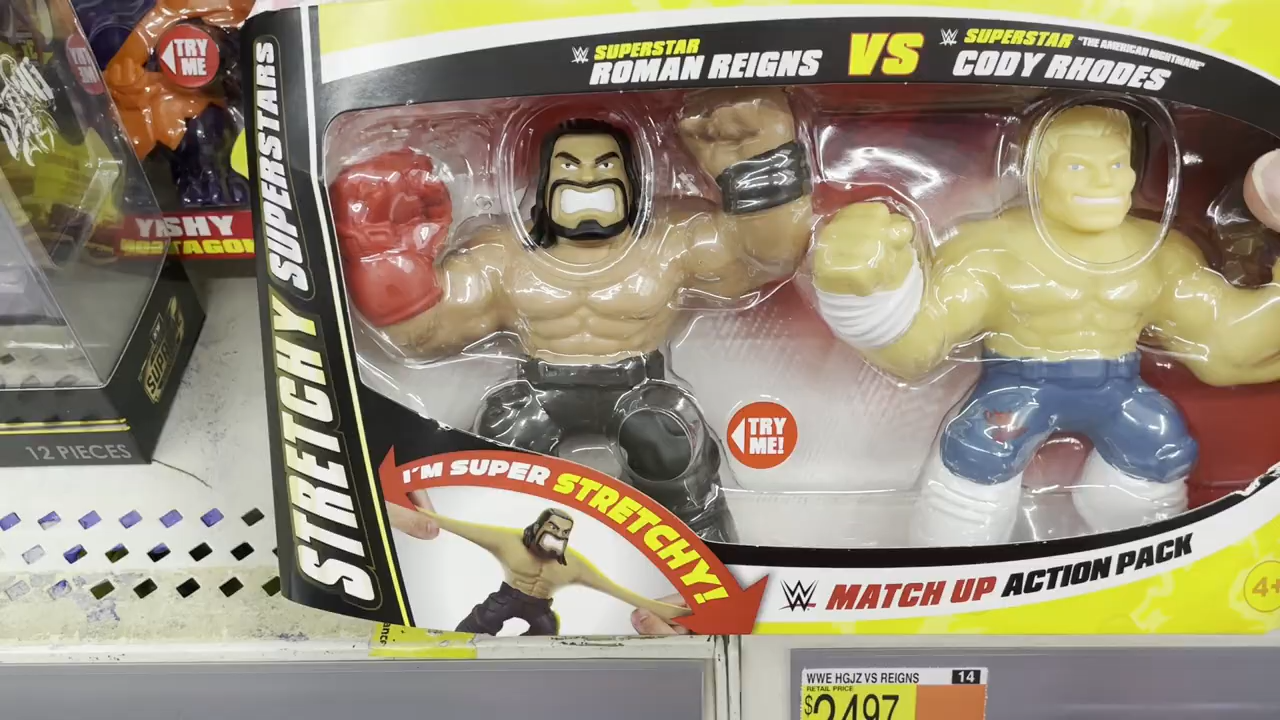 TRY
ME
STRETCHY SUPERSTARS
SUPERSTAR
ROMAN REIGNS
VS
SUPERSTAR "THE AMERICAN NIGHTMARE"
CODY RHODES
TRY
ME!
I'M SUPER STRETCHY!
MATCH UP ACTION PACK
4+
12 PIECES
WWE HGJZ VS REIGNS 14
RETAIL PRICE
$2497